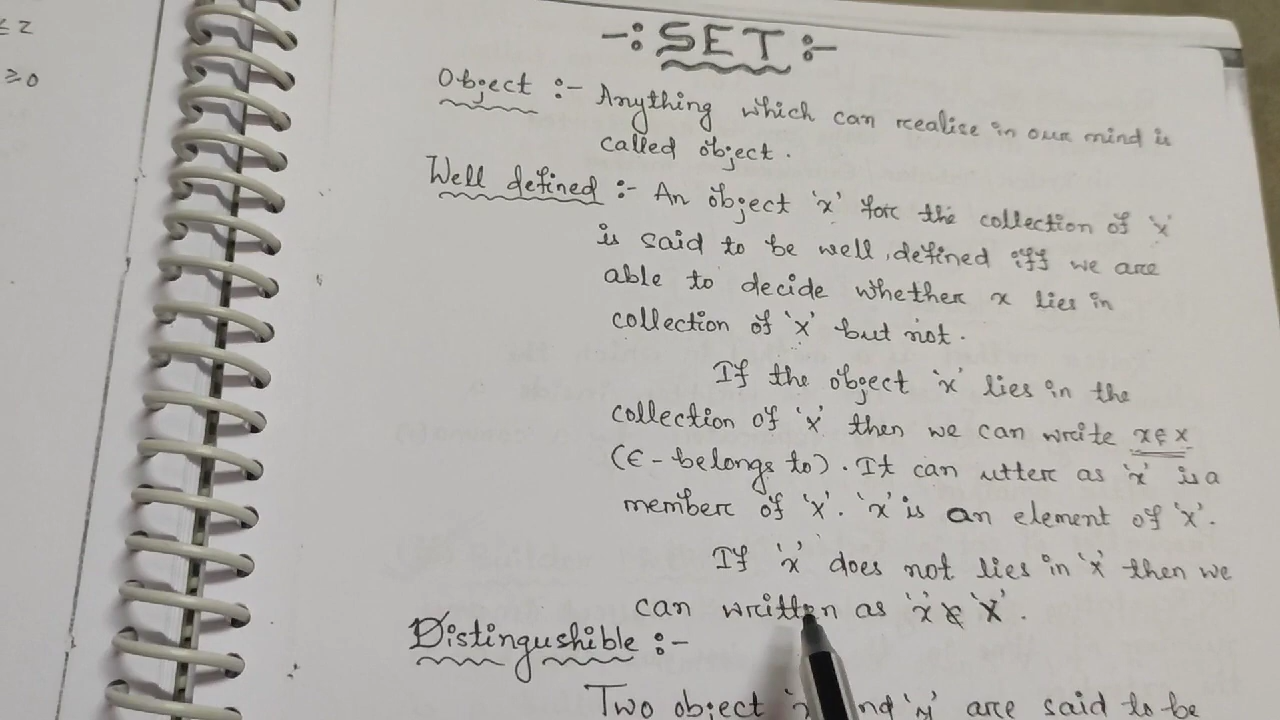 ≤ 2
≥0
-: SET :-
Object :- Anything which can realise in our mind is
called object.
Well defined :- An object 'x' for the collection of 'x'
is said to be well, defined iff we are
able to decide whether x lies in
collection of 'x' but not.
If the object 'x' lies in the
collection of 'x' then we can write x∈x
(∈-belongs to). It can utter as 'x' is a
member of 'x'. 'x' is an element of 'x'.
If 'x' does not lies in 'x' then we
can written as 'x'∉'x'.
Distingushible :-
Two object 'x' and 'y' are said to be